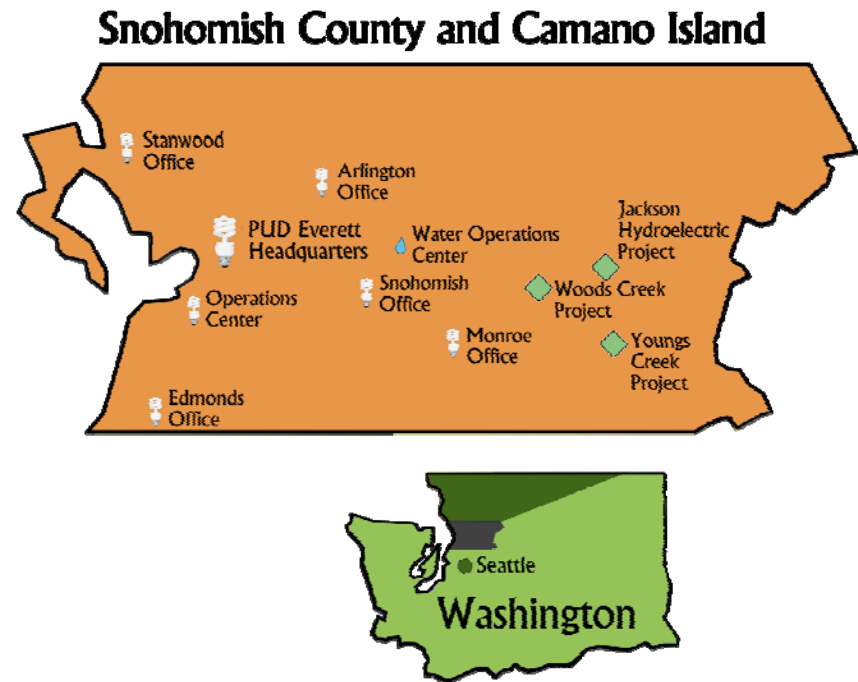 Snohomish County and Camano Island
Stanwood
Office
Arlington
Office
PUD Everett
Headquarters
Water Operations
Center
Jackson
Hydroelectric
Project
Snohomish
Office
Woods Creek
Project
Operations
Center
Monroe
Office
Youngs
Creek
Project
Edmonds
Office
Seattle
Washington